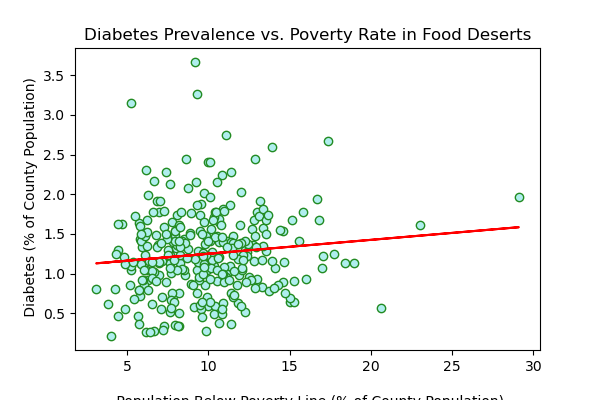 Diabetes Prevalence vs. Poverty Rate in Food Deserts
Diabetes (% of County Population)
3.5
3.0
2.5
2.0
1.5
1.0
0.5
5 10 15 20 25 30
Population Below Poverty Line (% of County Population)